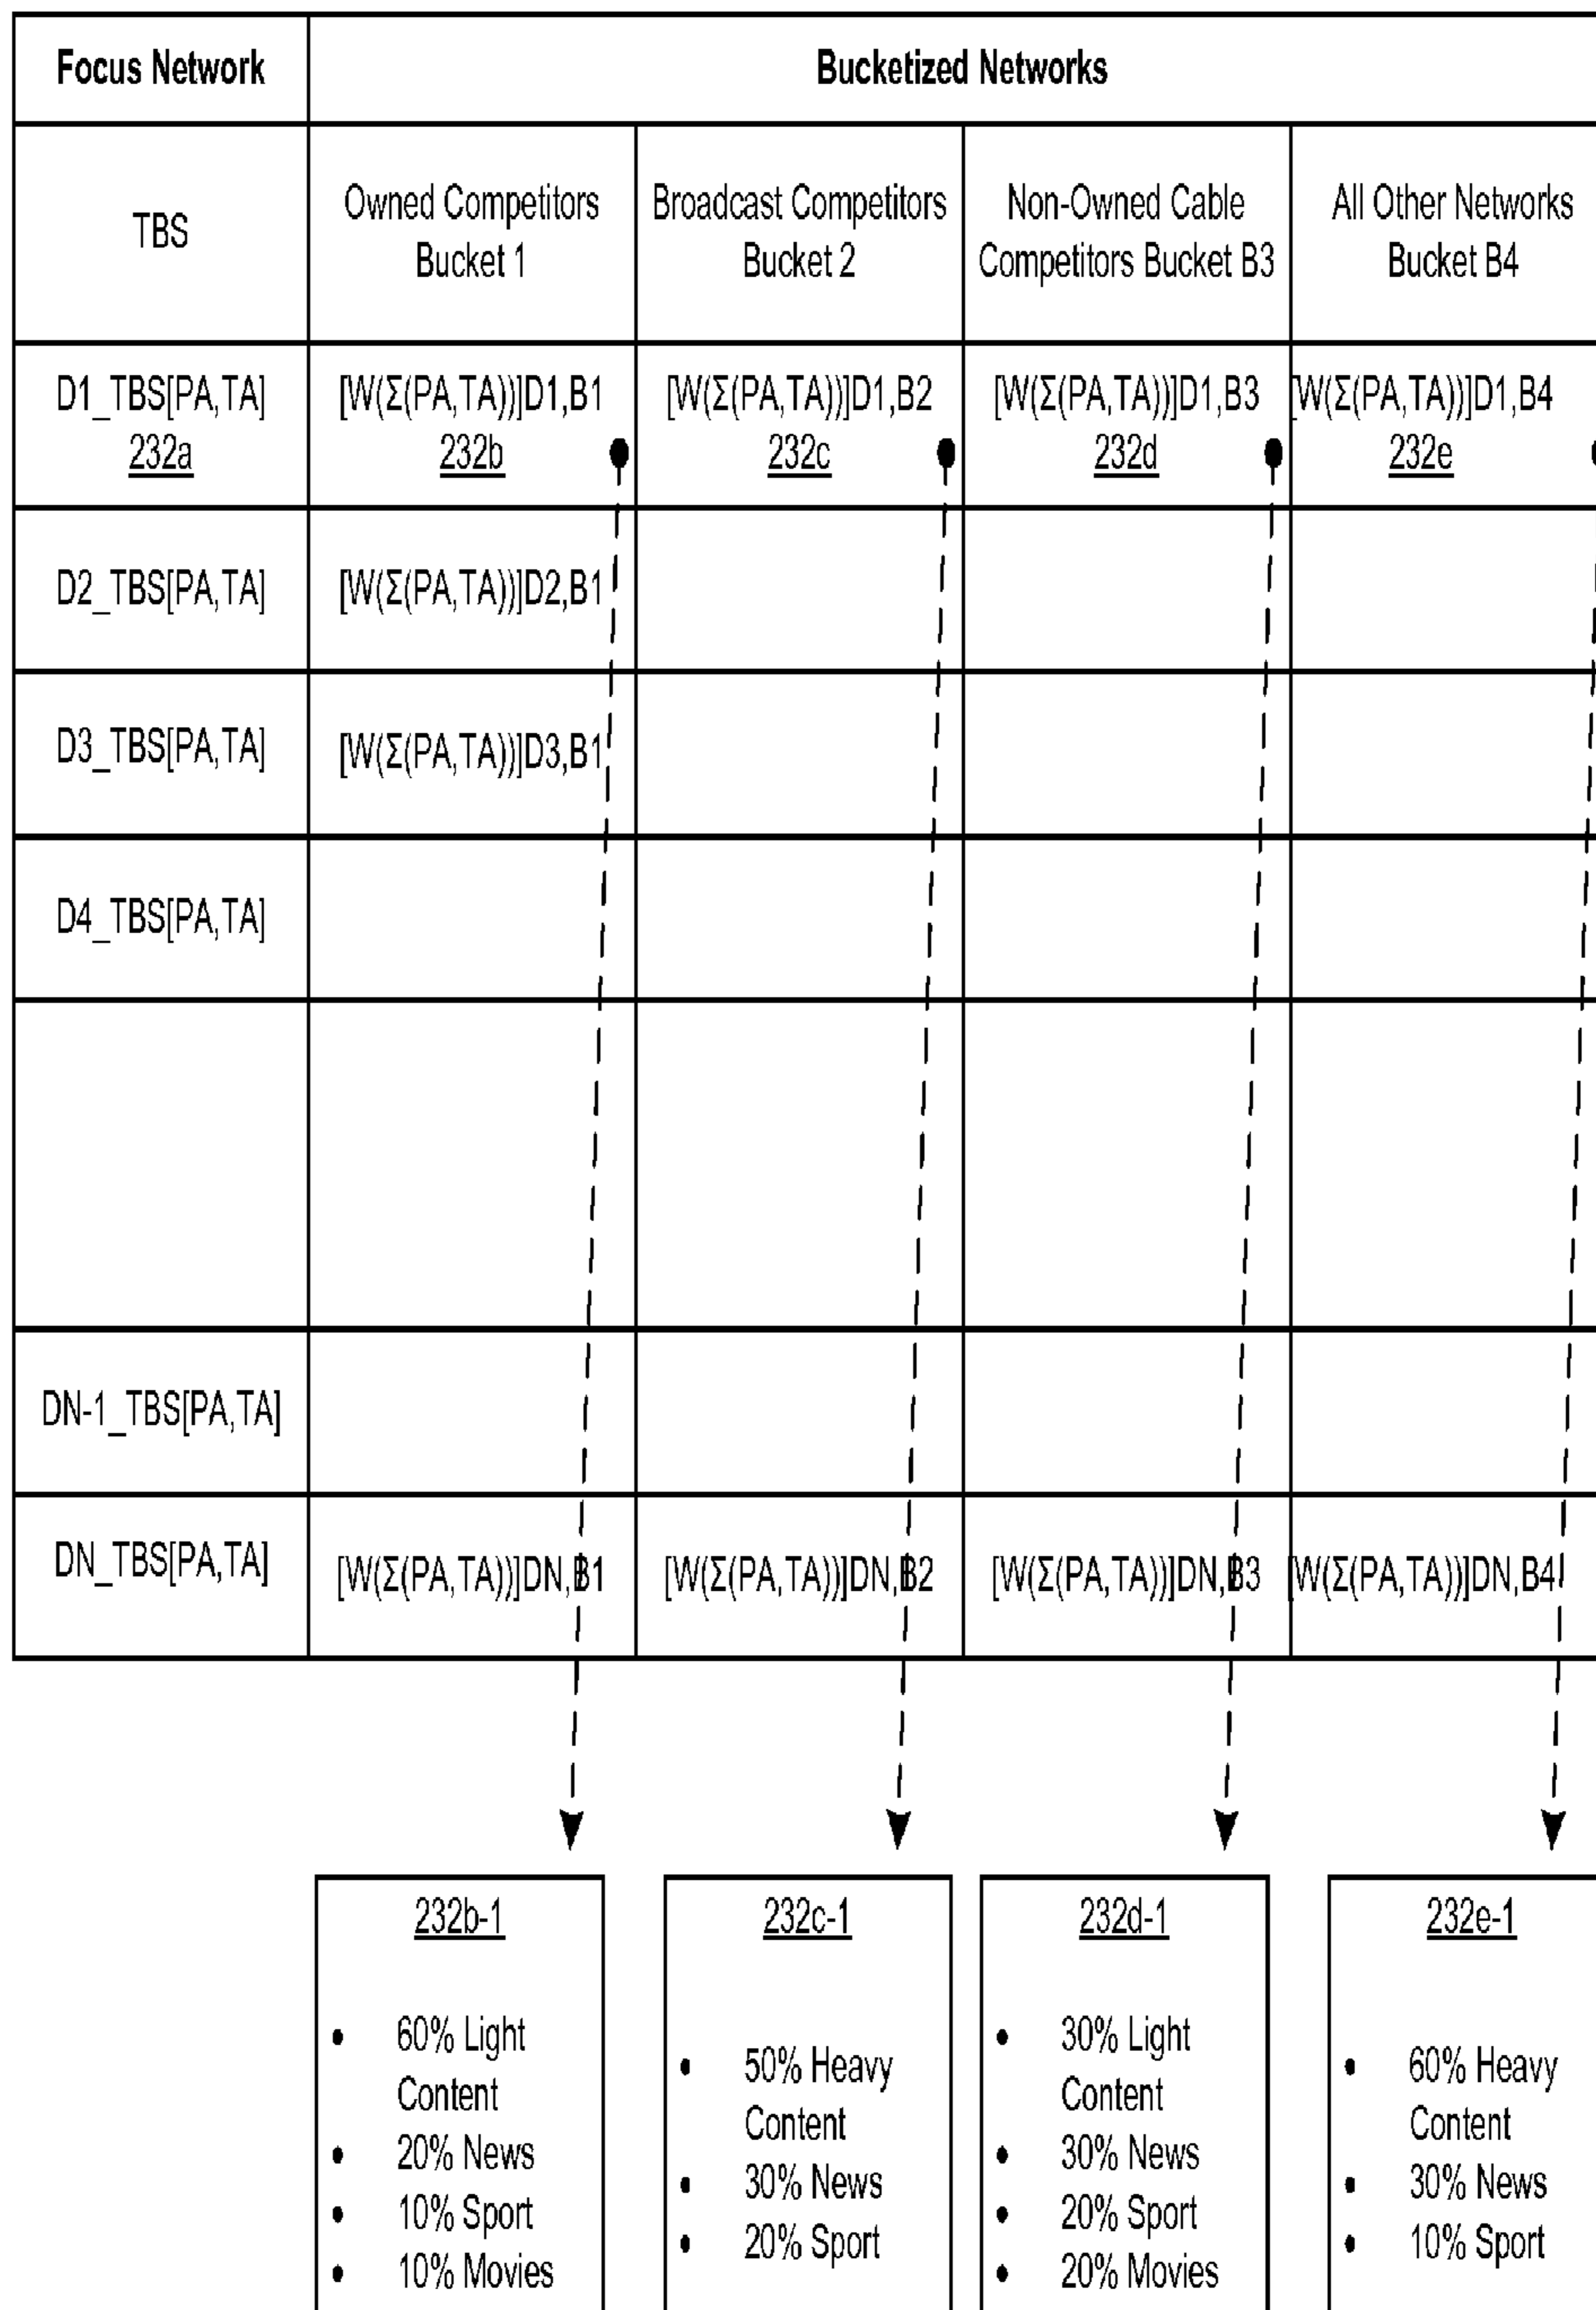 Focus Network
Bucketized Networks
TBS
Owned Competitors
Bucket 1
Broadcast Competitors
Bucket 2
Non-Owned Cable
Competitors Bucket B3
All Other Networks
Bucket B4
D1_TBS[PA,TA]
232a
[W(Σ(PA,TA))]D1,B1
232b
[W(Σ(PA,TA))]D1,B2
232c
[W(Σ(PA,TA))]D1,B3
232d
[W(Σ(PA,TA))]D1,B4
232e
D2_TBS[PA,TA]
[W(Σ(PA,TA))]D2,B1
D3_TBS[PA,TA]
[W(Σ(PA,TA))]D3,B1
D4_TBS[PA,TA]
DN-1_TBS[PA,TA]
DN_TBS[PA,TA]
[W(Σ(PA,TA))]DN,B1
[W(Σ(PA,TA))]DN,B2
[W(Σ(PA,TA))]DN,B3
[W(Σ(PA,TA))]DN,B4
232b-1
• 60% Light
Content
• 20% News
• 10% Sport
• 10% Movies
232c-1
• 50% Heavy
Content
• 30% News
• 20% Sport
232d-1
• 30% Light
Content
• 30% News
• 20% Sport
• 20% Movies
232e-1
• 60% Heavy
Content
• 30% News
• 10% Sport